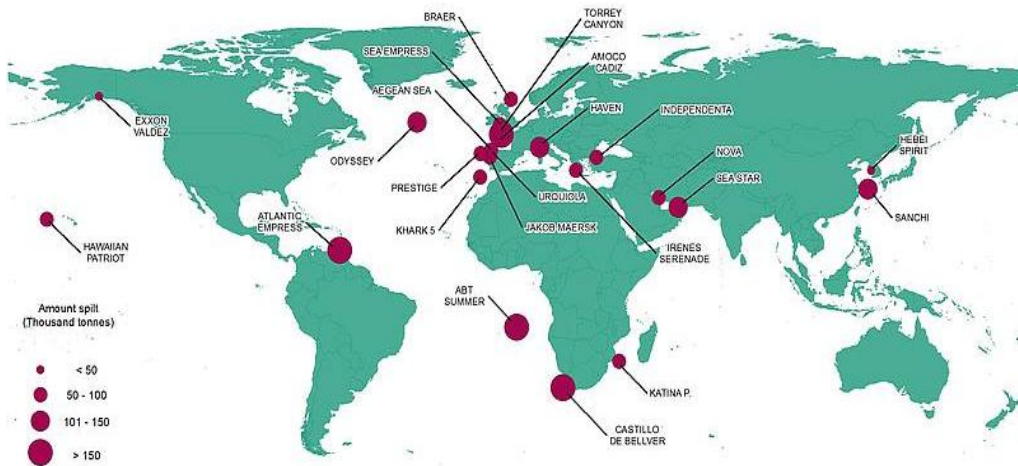 BRAER
TORREY
CANYON
SEA EMPRESS
AMOCO
CADIZ
AEGEAN SEA
HAVEN
INDEPENDENTA
EXXON
VALDEZ
ODYSSEY
NOVA
HEBEI
SPIRIT
PRESTIGE
URQUIOLA
SEA STAR
ATLANTIC
EMPRESS
KHARK 5
JAKOB MAERSK
SANCHI
HAWAIIAN
PATRIOT
IRENES
SERENADE
ABT
SUMMER
Amount spilt
(Thousand tonnes)
< 50
50 - 100
101 - 150
> 150
KATINA P.
CASTILLO
DE BELLVER